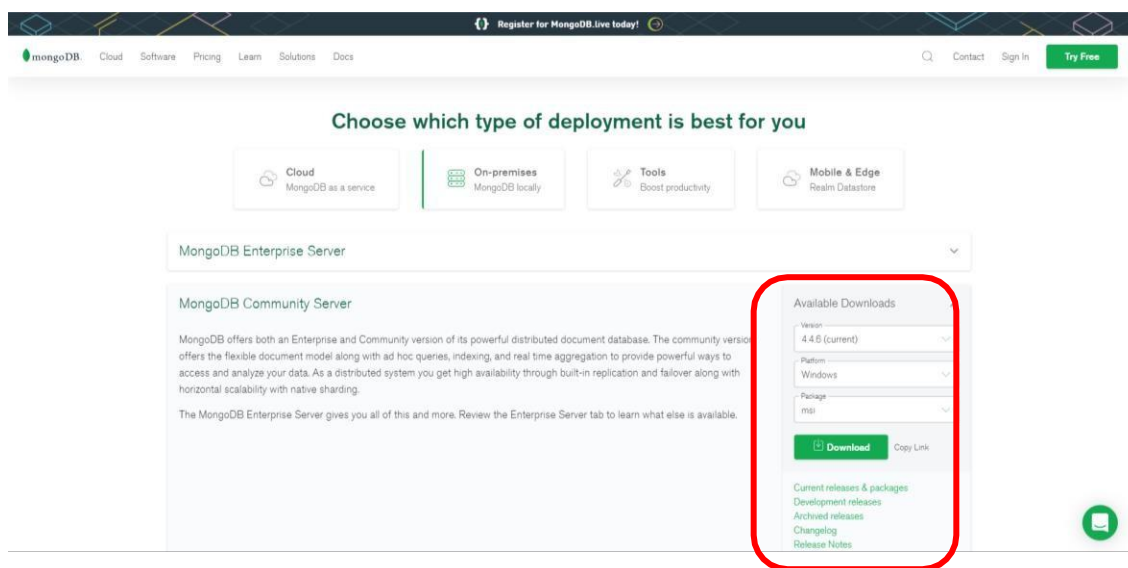 Register for MongoDB.live today!
mongoDB. Cloud Software Pricing Learn Solutions Docs Contact Sign In Try Free
Choose which type of deployment is best for you
Cloud
MongoDB as a service
On-premises
MongoDB locally
Tools
Boost productivity
Mobile & Edge
Realm Datastore
MongoDB Enterprise Server
MongoDB Community Server
MongoDB offers both an Enterprise and Community version of its powerful distributed document database. The community version
offers the flexible document model along with ad hoc queries, indexing, and real time aggregation to provide powerful ways to
access and analyze your data. As a distributed system you get high availability through built-in replication and failover along with
horizontal scalability with native sharding.
The MongoDB Enterprise Server gives you all of this and more. Review the Enterprise Server tab to learn what else is available.
Available Downloads
Version
4.4.6 (current)
Platform
Windows
Package
msi
Download Copy Link
Current releases & packages
Development releases
Archived releases
Changelog
Release Notes